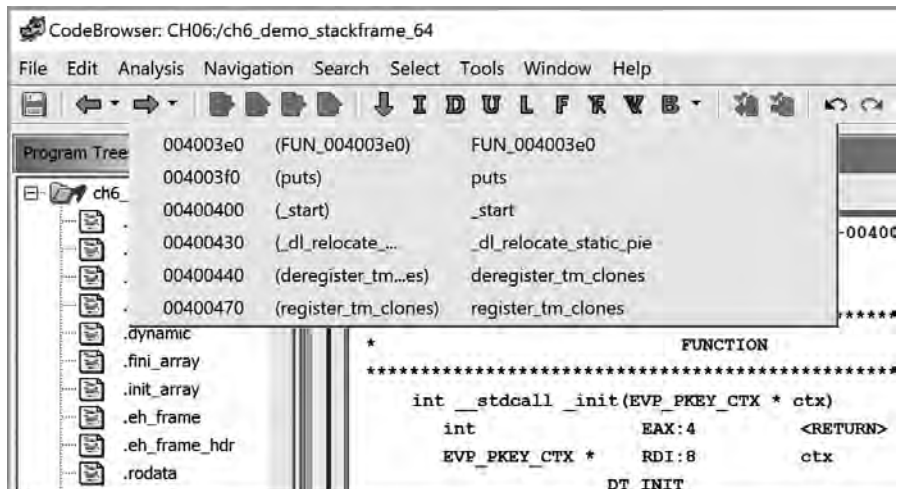 CodeBrowser: CH06:/ch6_demo_stackframe_64
File Edit Analysis Navigation Search Select Tools Window Help
I D U L F V B
Program Tree
004003e0 (FUN_004003e0) FUN_004003e0
004003f0 (puts) puts
00400400 (_start) _start
00400430 (_dl_relocate_... _dl_relocate_static_pie
00400440 (deregister_tm...es) deregister_tm_clones
00400470 (register_tm_clones) register_tm_clones
ch6_
-00400
*****
.dynamic
* FUNCTION
.fini_array
.init_array
int __stdcall _init(EVP_PKEY_CTX * ctx)
.eh_frame
int EAX:4 <RETURN>
.eh_frame_hdr
EVP_PKEY_CTX * RDI:8 ctx
.rodata
DT_INIT